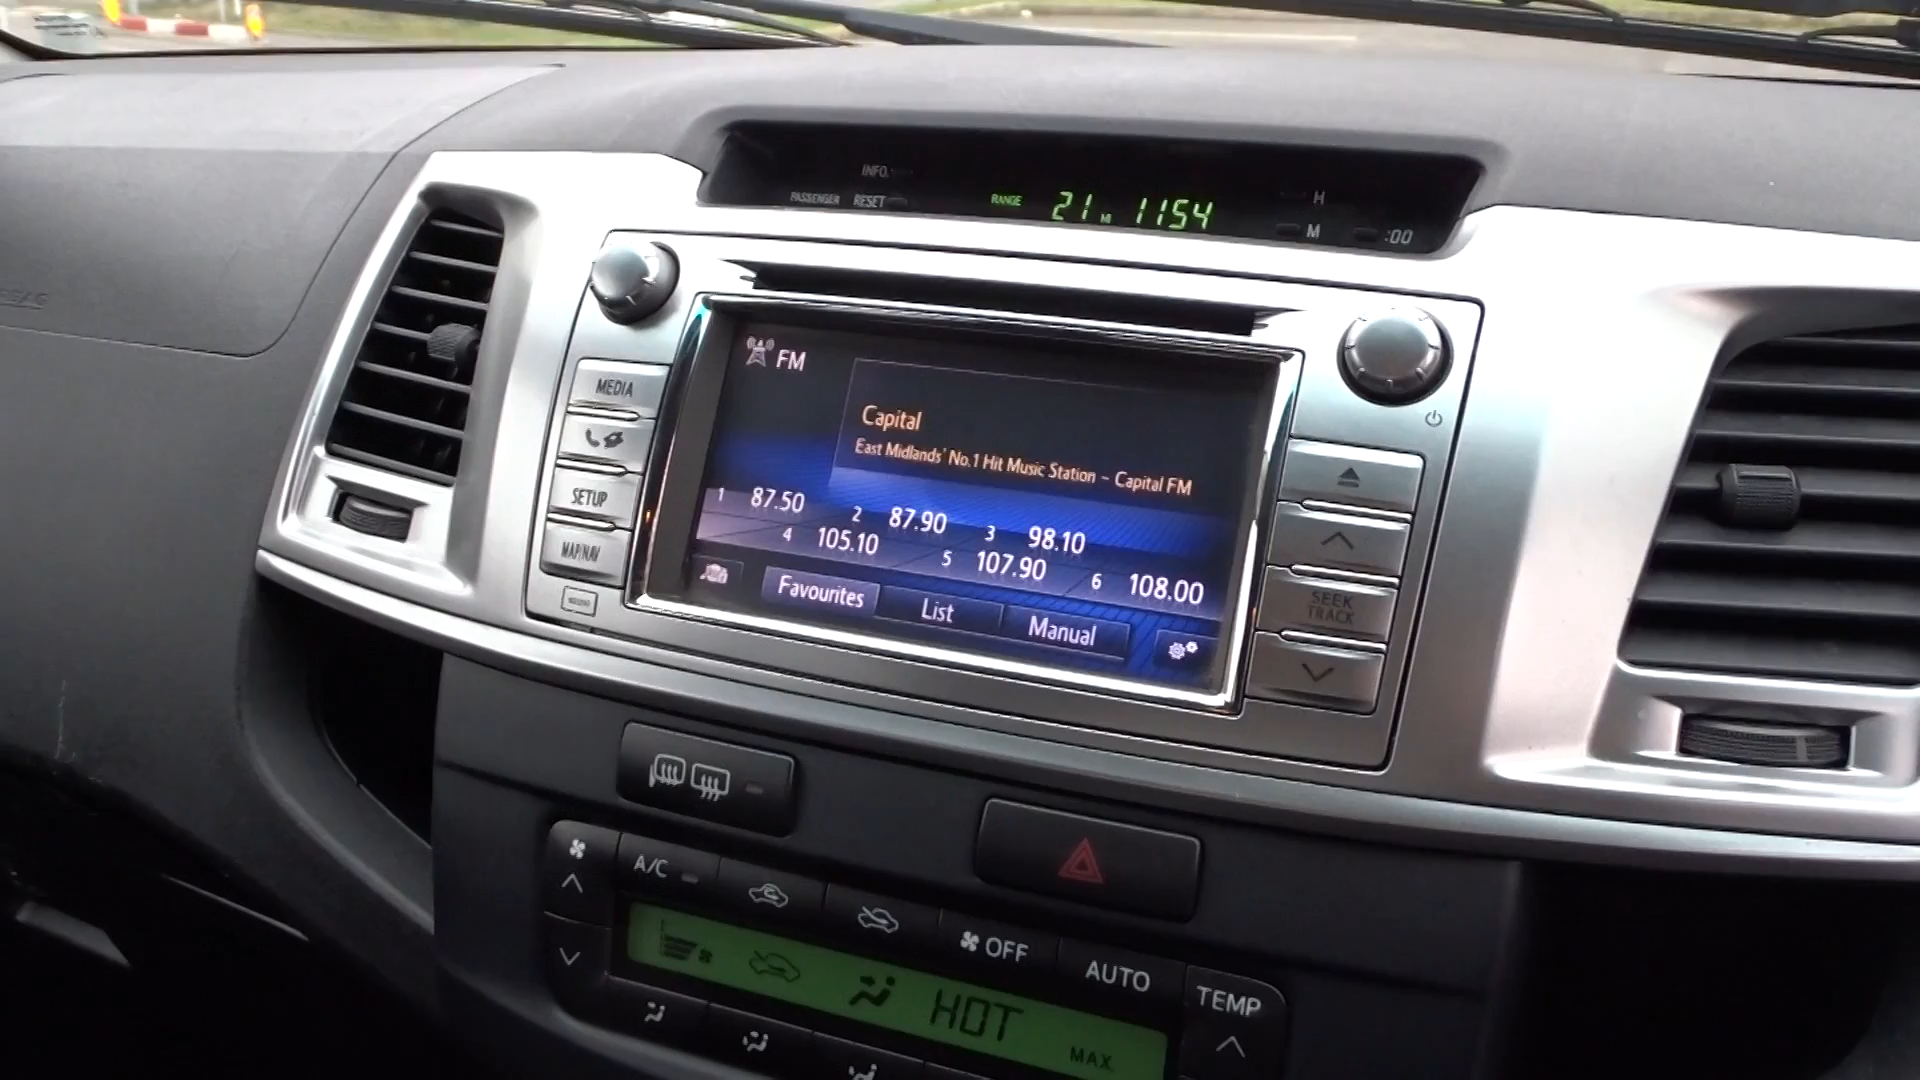 INFO.
PASSENGER RESET
RANGE 21 MI 1154
H
M :00
FM
Capital
East Midlands' No.1 Hit Music Station - Capital FM
1 87.50 2 87.90 3 98.10
4 105.10 5 107.90 6 108.00
Favourites List Manual
MEDIA
SETUP
MAP/NAV
SEEK
TRACK
A/C
OFF
AUTO
TEMP
HOT
MAX